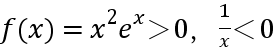 f(x) = x²eˣ > 0, 1/x < 0